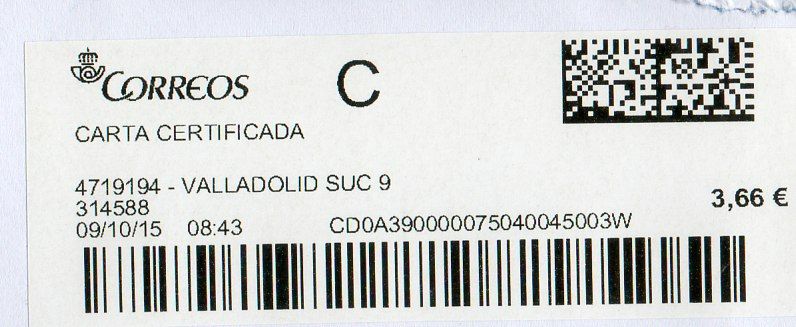 CORREOS
C
CARTA CERTIFICADA
4719194 - VALLADOLID SUC 9
314588
3,66 €
09/10/15 08:43 CD0A390000075040045003W